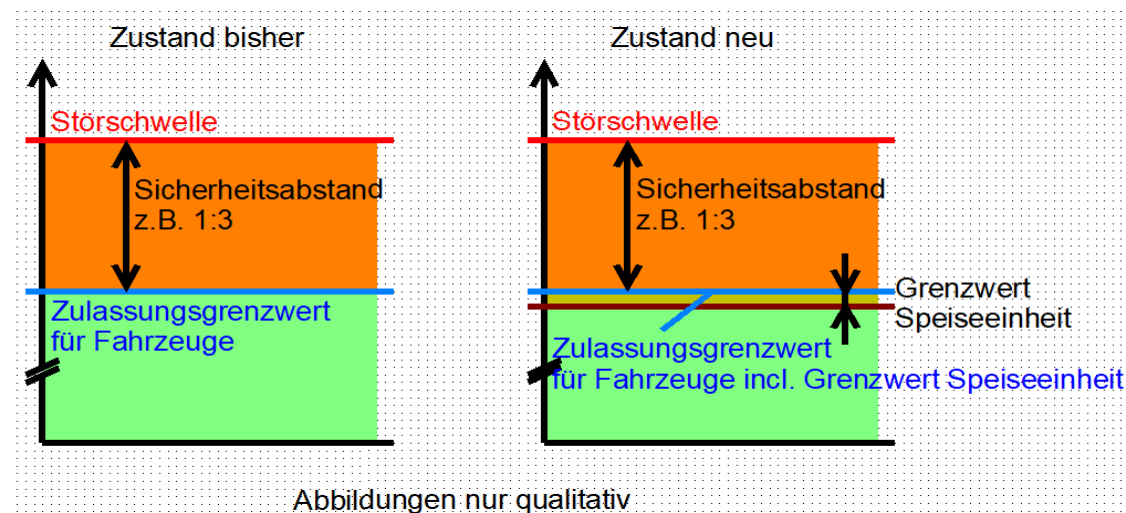 Zustand bisher
Störschwelle
Sicherheitsabstand
z.B. 1:3
Zulassungsgrenzwert
für Fahrzeuge
Zustand neu
Störschwelle
Sicherheitsabstand
z.B. 1:3
Grenzwert
Speiseeinheit
Zulassungsgrenzwert
für Fahrzeuge incl. Grenzwert Speiseeinheit
Abbildungen nur qualitativ